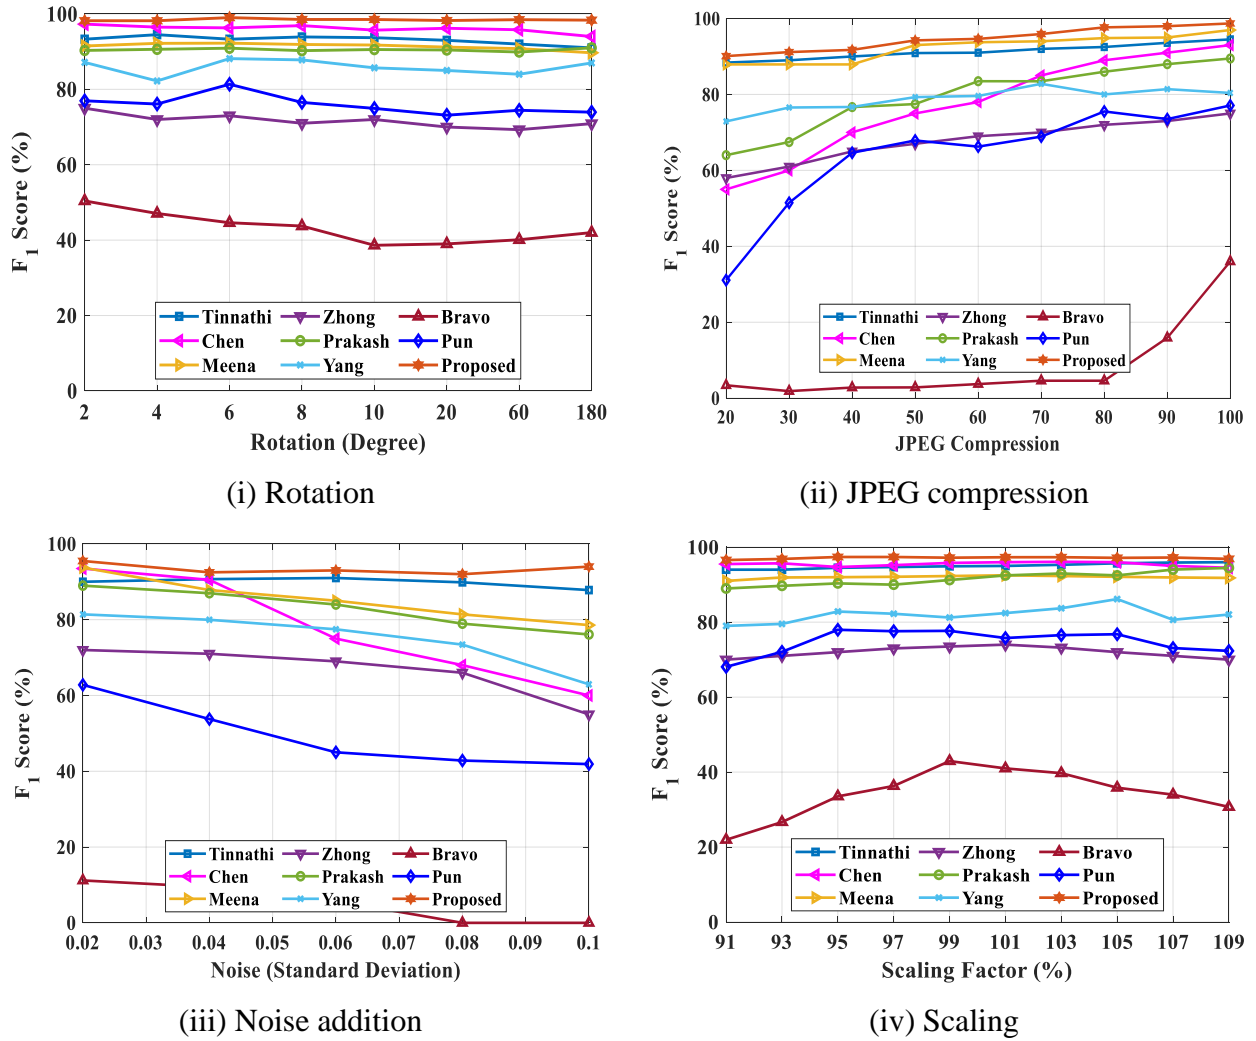 100
80
60
40
20
0
F1 Score (%)
Tinnathi Zhong Bravo
Chen Prakash Pun
Meena Yang Proposed
2 4 6 8 10 20 60 180
Rotation (Degree)
(i) Rotation
100
80
60
40
20
0
F1 Score (%)
Tinnathi Zhong Bravo
Chen Prakash Pun
Meena Yang Proposed
20 30 40 50 60 70 80 90 100
JPEG Compression
(ii) JPEG compression
100
80
60
40
20
0
F1 Score (%)
Tinnathi Zhong Bravo
Chen Prakash Pun
Meena Yang Proposed
0.02 0.03 0.04 0.05 0.06 0.07 0.08 0.09 0.1
Noise (Standard Deviation)
(iii) Noise addition
100
80
60
40
20
0
F1 Score (%)
Tinnathi Zhong Bravo
Chen Prakash Pun
Meena Yang Proposed
91 93 95 97 99 101 103 105 107 109
Scaling Factor (%)
(iv) Scaling